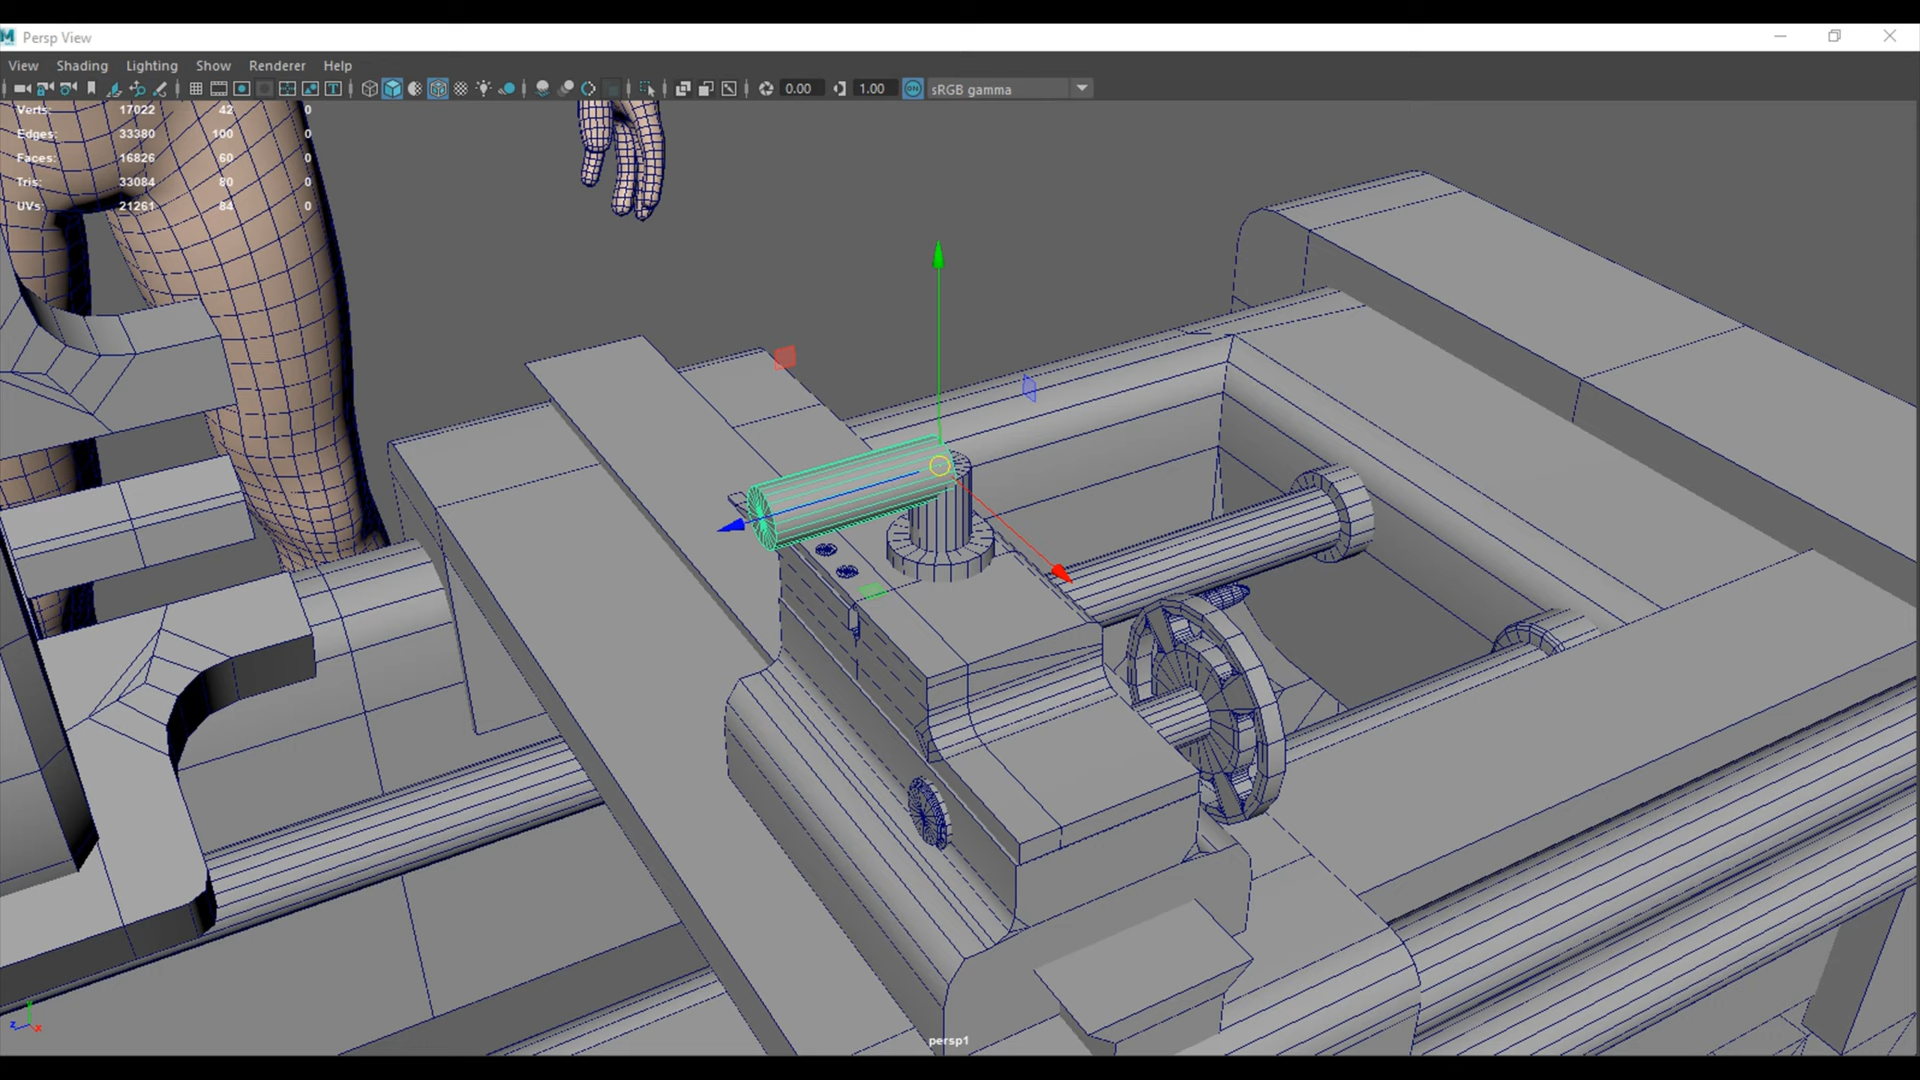 M Persp View
View Shading Lighting Show Renderer Help
0.00 1.00 ON sRGB gamma
Verts: 17022 42 0
Edges: 33380 100 0
Faces: 16826 60 0
Tris: 33084 80 0
UVs: 21261 84 0
z x
persp1